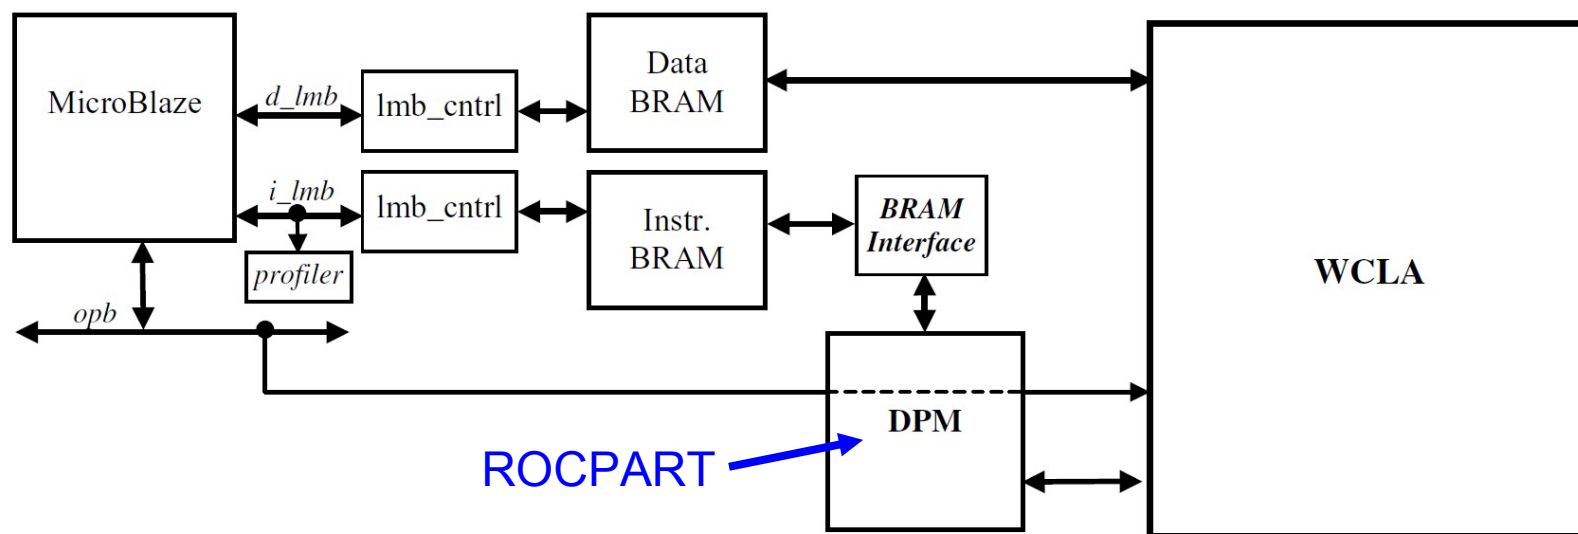 MicroBlaze
d_lmb
lmb_cntrl
Data
BRAM
i_lmb
lmb_cntrl
Instr.
BRAM
BRAM
Interface
profiler
opb
WCLA
DPM
ROCPART